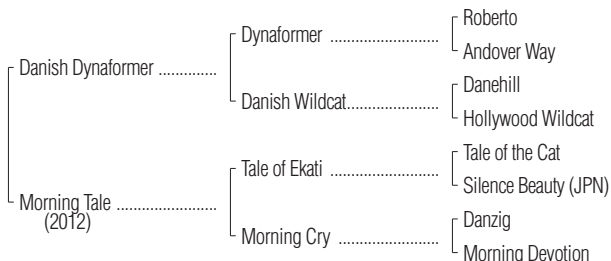 Roberto
Dynaformer ..........................
Andover Way
Danish Dynaformer ..............
Danehill
Danish Wildcat......................
Hollywood Wildcat
Tale of the Cat
Tale of Ekati ..........................
Silence Beauty (JPN)
Morning Tale ........................
(2012)
Danzig
Morning Cry ........................
Morning Devotion